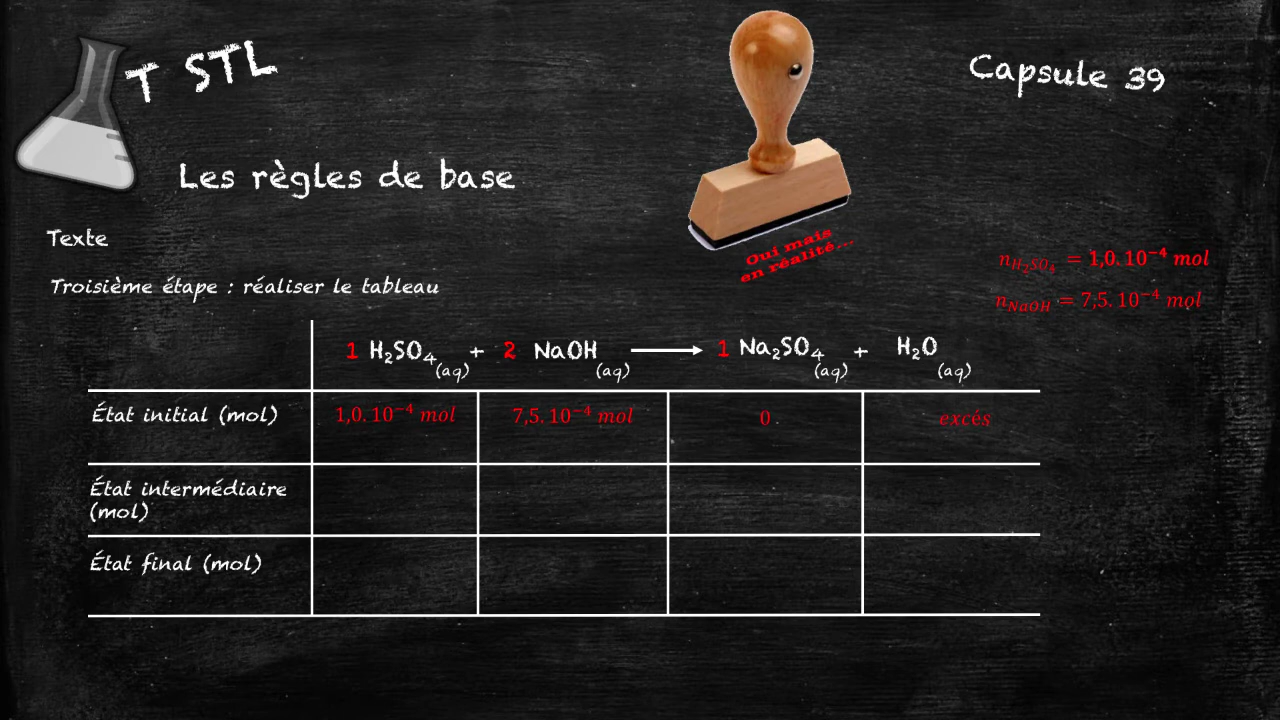 T STL
Capsule 39
Les règles de base
Oui mais
en réalité...
Texte
n_{H₂SO₄} = 1,0.10⁻⁴ mol
Troisième étape : réaliser le tableau
n_{NaOH} = 7,5.10⁻⁴ mol
1 H₂SO₄ (aq) + 2 NaOH (aq) ⟶ 1 Na₂SO₄ (aq) + H₂O (aq)
État initial (mol) 1,0.10⁻⁴ mol 7,5.10⁻⁴ mol 0 excés
État intermédiaire
(mol)
État final (mol)